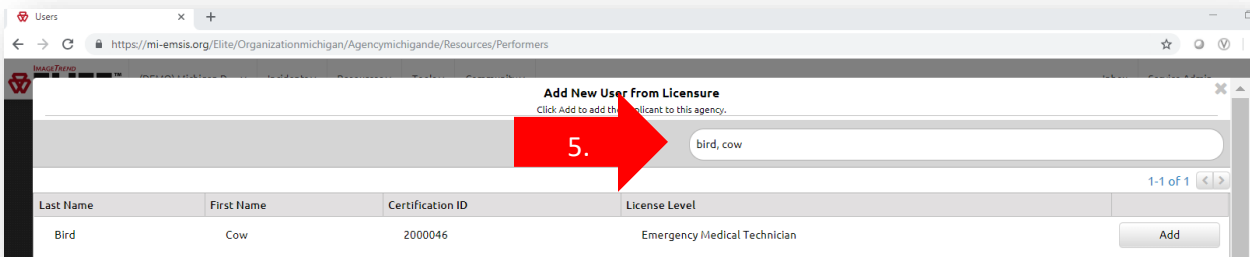 Users × +
https://mi-emsis.org/Elite/Organizationmichigan/Agencymichigande/Resources/Performers
IMAGETREND
Add New User from Licensure
Click Add to add the applicant to this agency.
5. bird, cow
1-1 of 1 < >
Last Name First Name Certification ID License Level
Bird Cow 2000046 Emergency Medical Technician Add